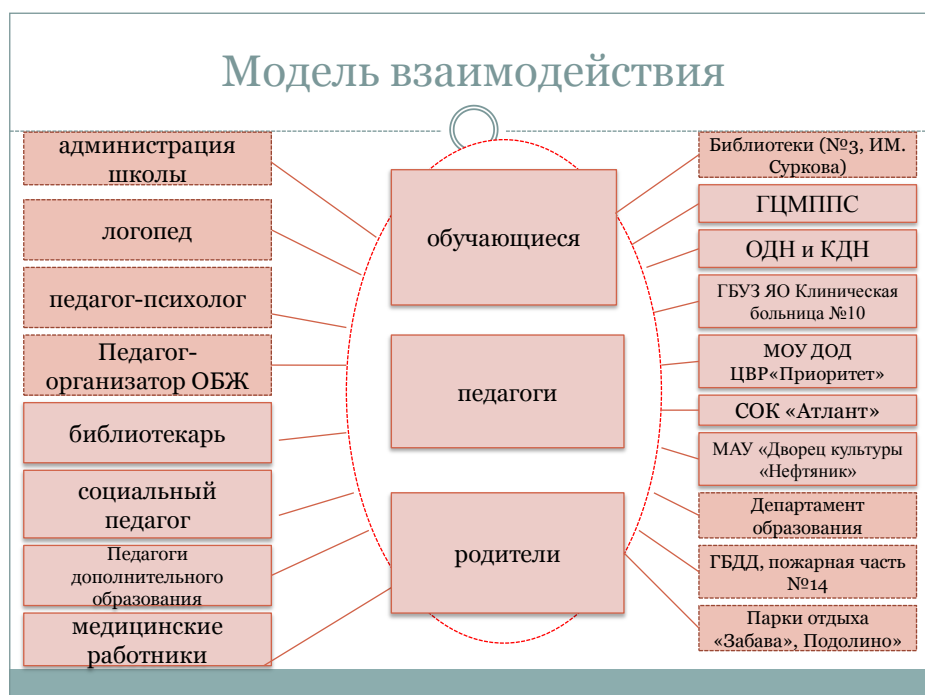 Модель взаимодействия
администрация
школы
логопед
педагог-психолог
Педагог-
организатор ОБЖ
библиотекарь
социальный
педагог
Педагоги
дополнительного
образования
медицинские
работники
обучающиеся
педагоги
родители
Библиотеки (№3, ИМ.
Суркова)
ГЦМППС
ОДН и КДН
ГБУЗ ЯО Клиническая
больница №10
МОУ ДОД
ЦВР«Приоритет»
СОК «Атлант»
МАУ «Дворец культуры
«Нефтяник»
Департамент
образования
ГБДД, пожарная часть
№14
Парки отдыха
«Забава», Подолино»